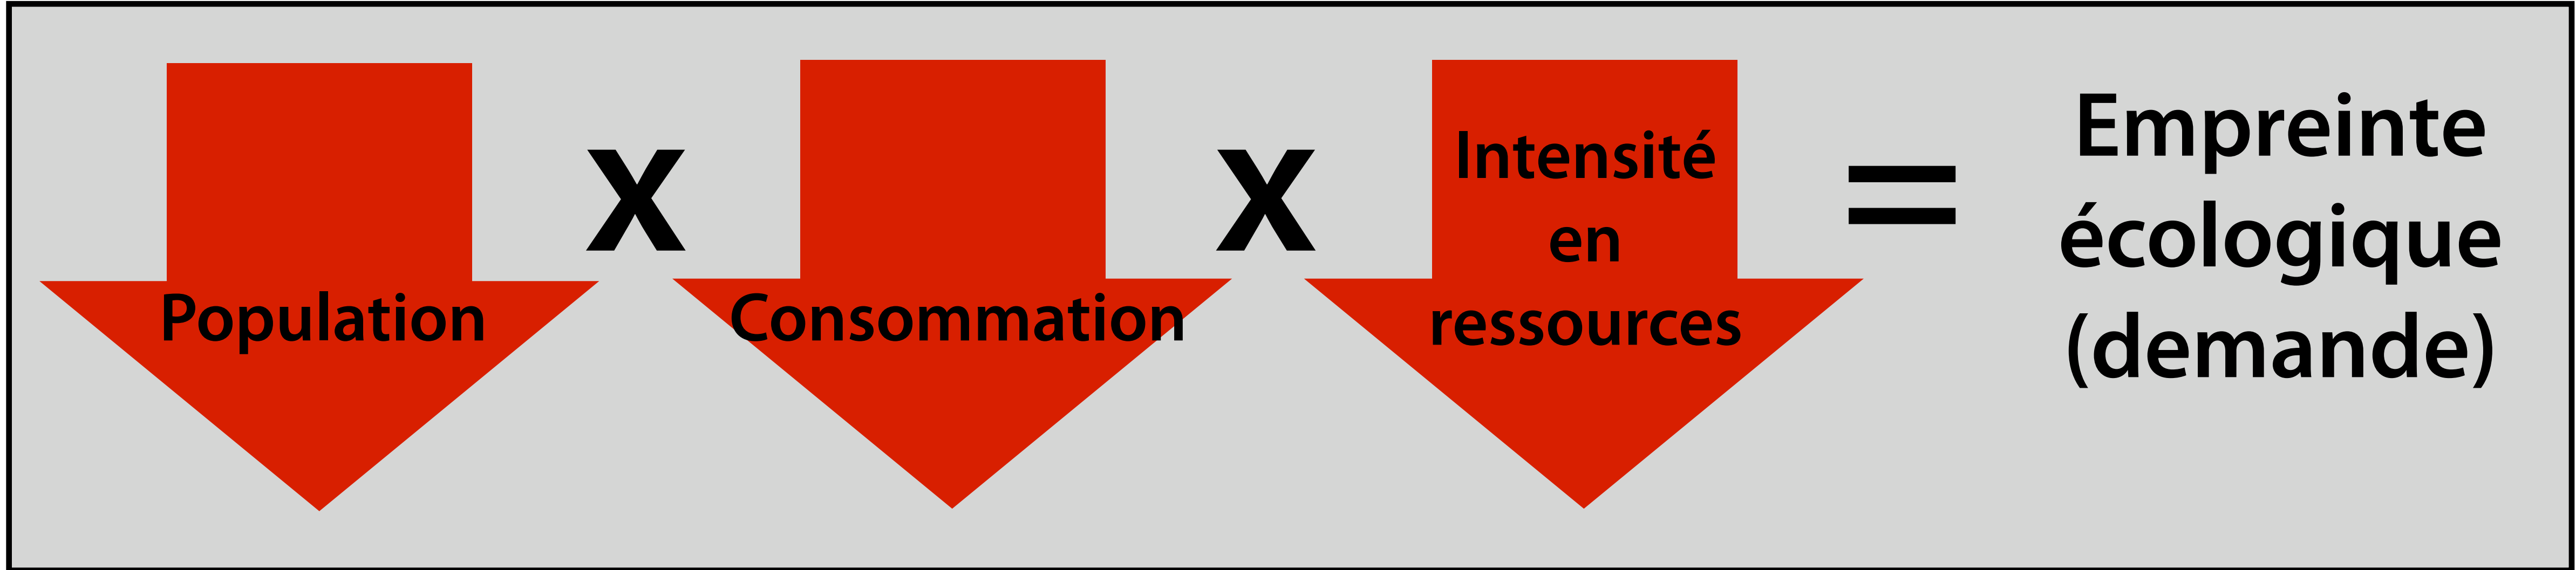 Population
x
Consommation
x
Intensité
en
ressources
=
Empreinte
écologique
(demande)